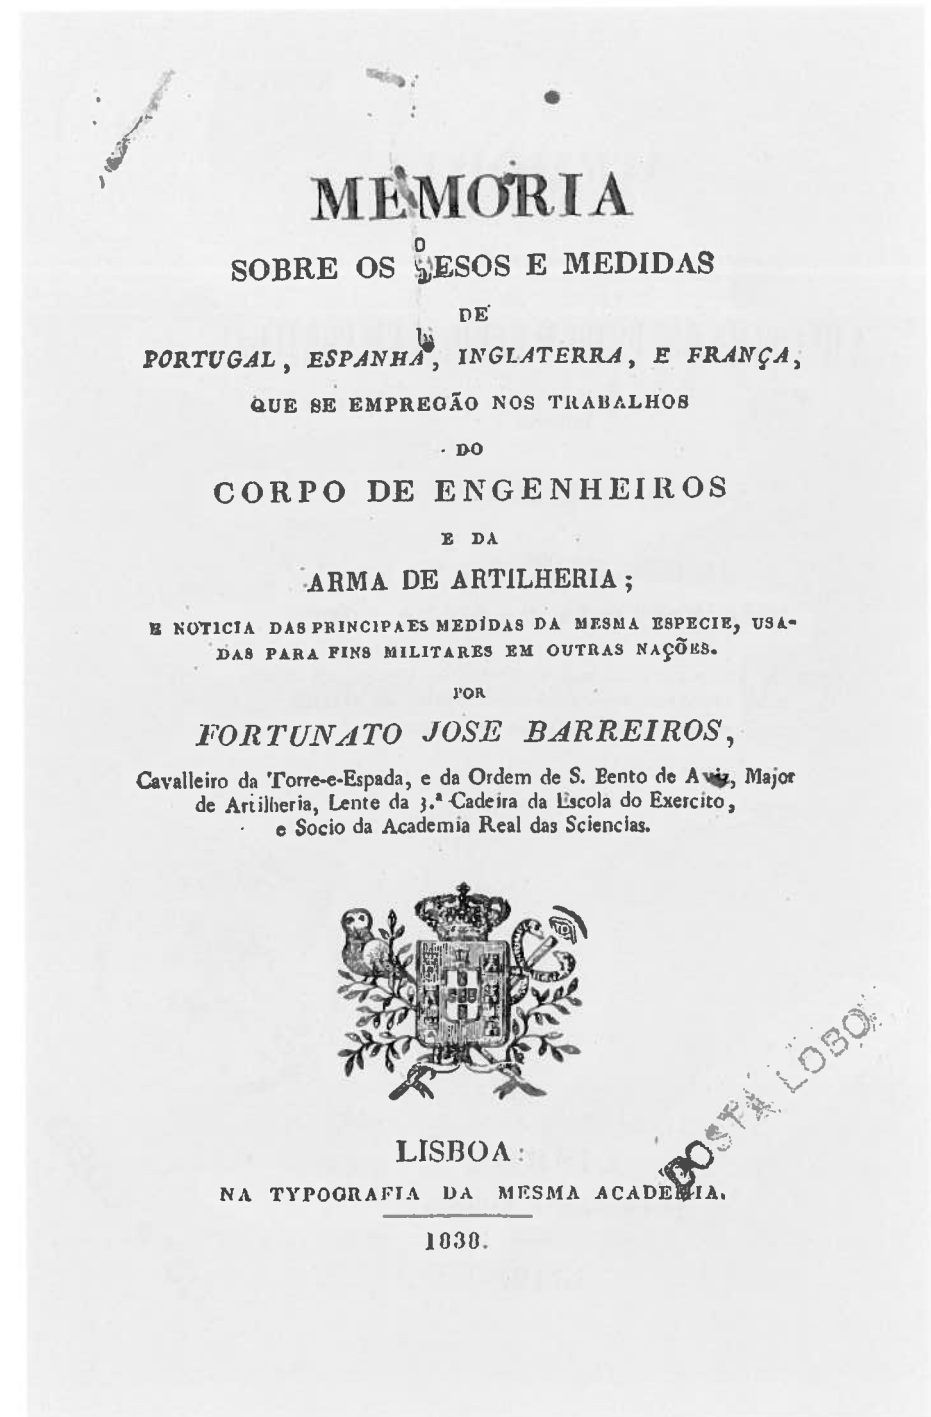 MEMORIA
SOBRE OS PESOS E MEDIDAS
DE
PORTUGAL, ESPANHA, INGLATERRA, E FRANÇA,
QUE SE EMPREGÃO NOS TRABALHOS
DO
CORPO DE ENGENHEIROS
E DA
ARMA DE ARTILHERIA;
E NOTICIA DAS PRINCIPAES MEDIDAS DA MESMA ESPECIE, USA-
DAS PARA FINS MILITARES EM OUTRAS NAÇÕES.
POR
FORTUNATO JOSE BARREIROS,
Cavalleiro da Torre-e-Espada, e da Ordem de S. Bento de Aviz, Major
de Artilheria, Lente da 3.ª Cadeira da Escola do Exercito,
e Socio da Academia Real das Sciencias.
COSTA LOBO
LISBOA:
NA TYPOGRAFIA DA MESMA ACADEMIA.
1838.